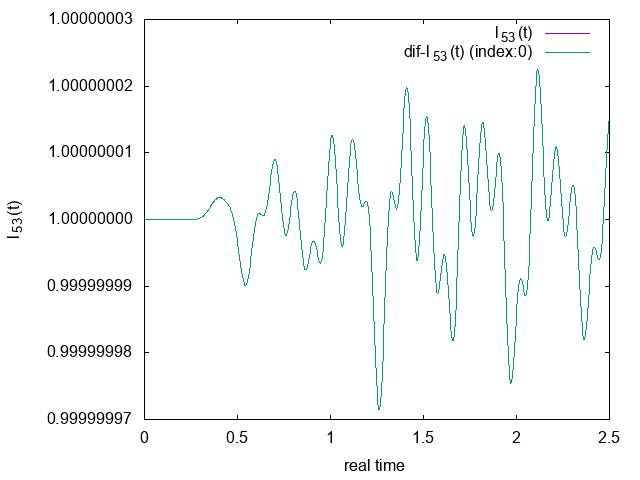 1.00000003
1.00000002
1.00000001
1.00000000
0.99999999
0.99999998
0.99999997
I53(t)
dif-I53(t) (index:0)
I53(t)
0 0.5 1 1.5 2 2.5
real time